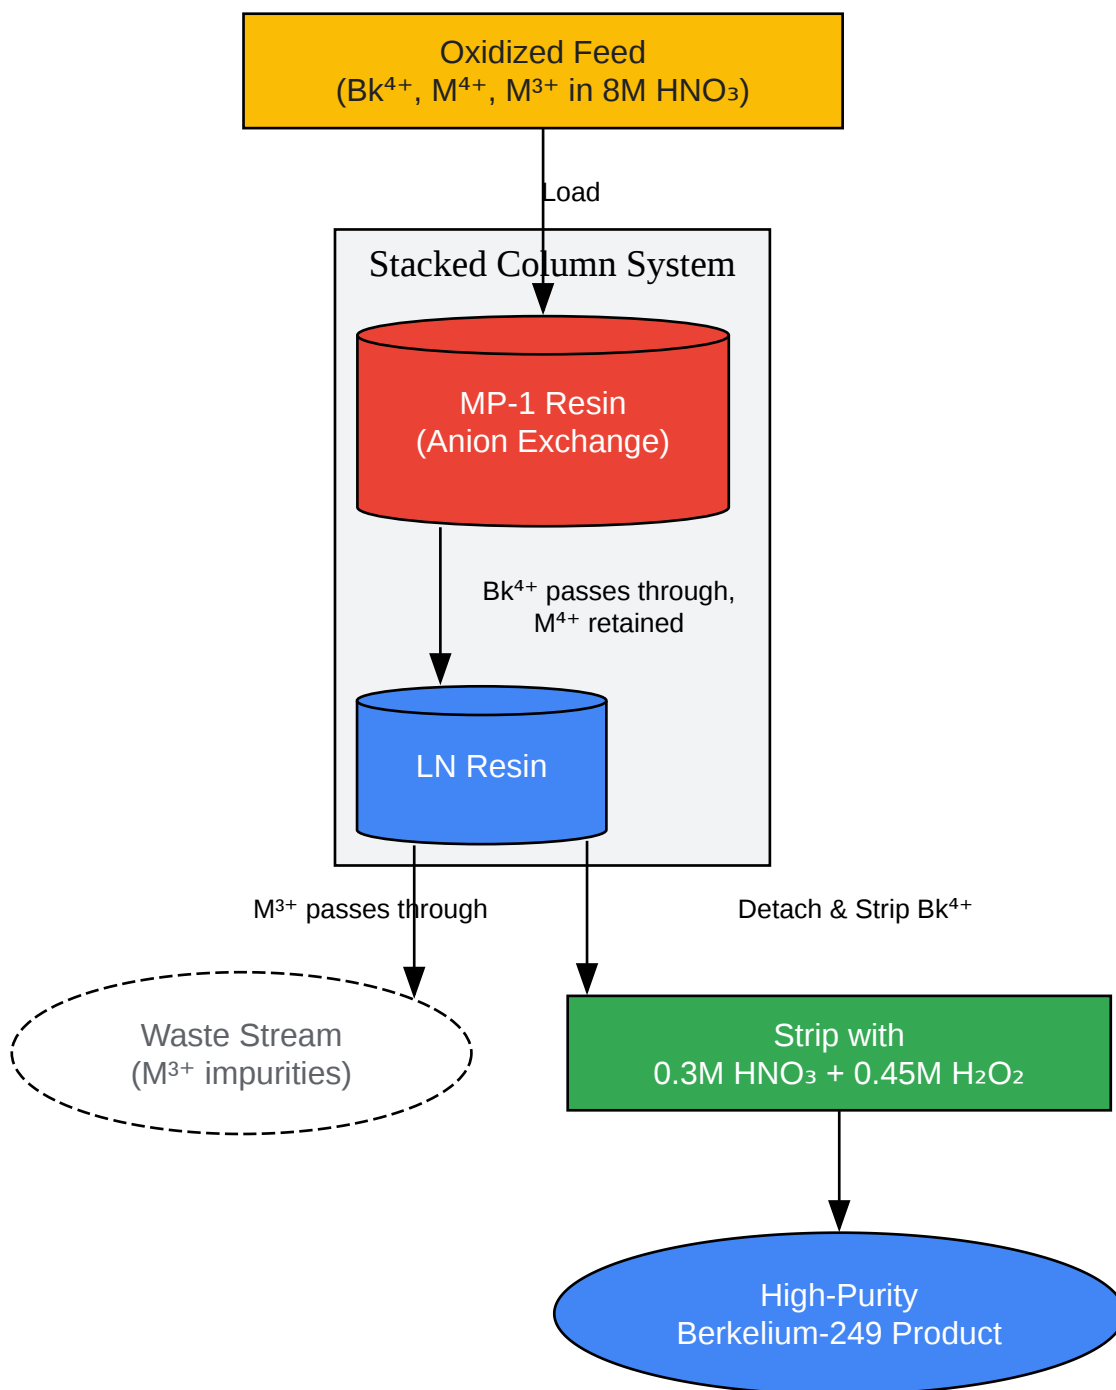 Oxidized Feed
(Bk⁴⁺, M⁴⁺, M³⁺ in 8M HNO₃)
Load
Stacked Column System
MP-1 Resin
(Anion Exchange)
Bk⁴⁺ passes through,
M⁴⁺ retained
LN Resin
M³⁺ passes through
Detach & Strip Bk⁴⁺
Waste Stream
(M³⁺ impurities)
Strip with
0.3M HNO₃ + 0.45M H₂O₂
High-Purity
Berkelium-249 Product